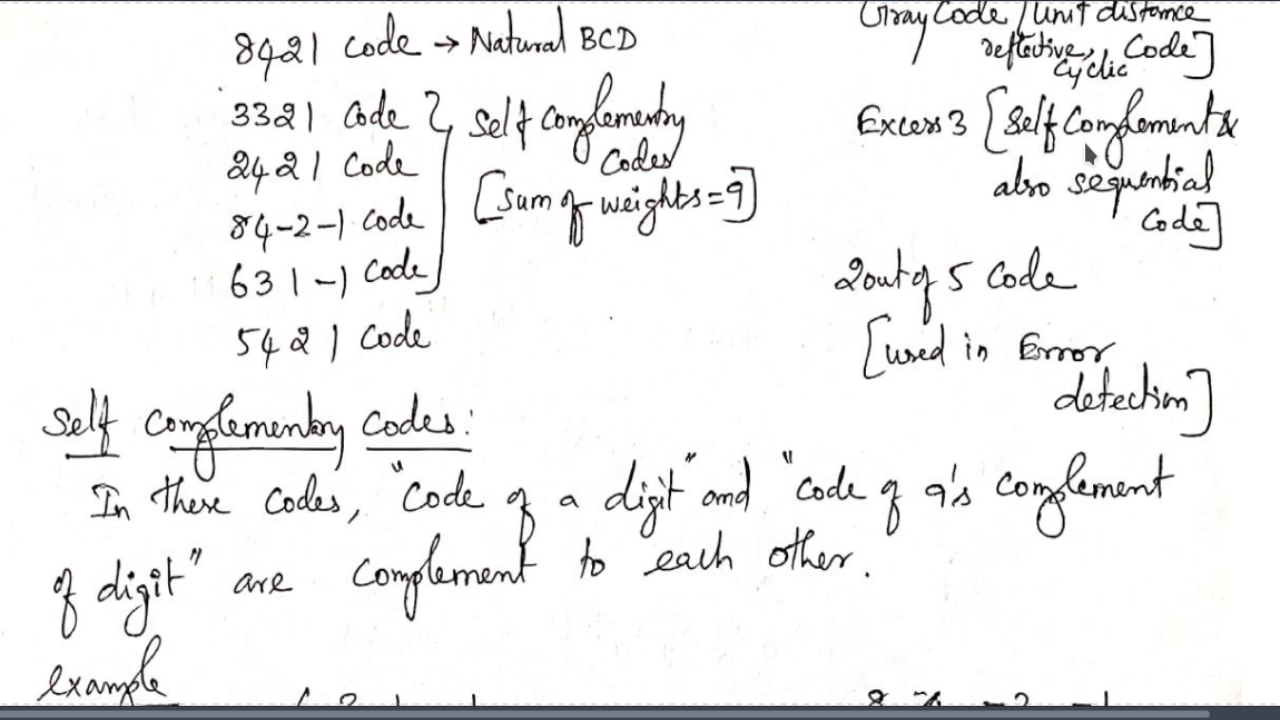 8421 Code → Natural BCD
3321 Code
2421 Code
84-2-1 Code
631-1 Code
5421 Code
Self Complementry
Codes
[Sum of weights = 9]
Gray Code / Unit distance
reflective, Code]
Cyclic
Excess 3 [Self Complement &
also sequential
Code]
2 out of 5 Code
[used in Error
detection]
Self Complementry Codes:
In these codes, "Code of a digit" and "Code of 9's complement
of digit" are complement to each other.
example